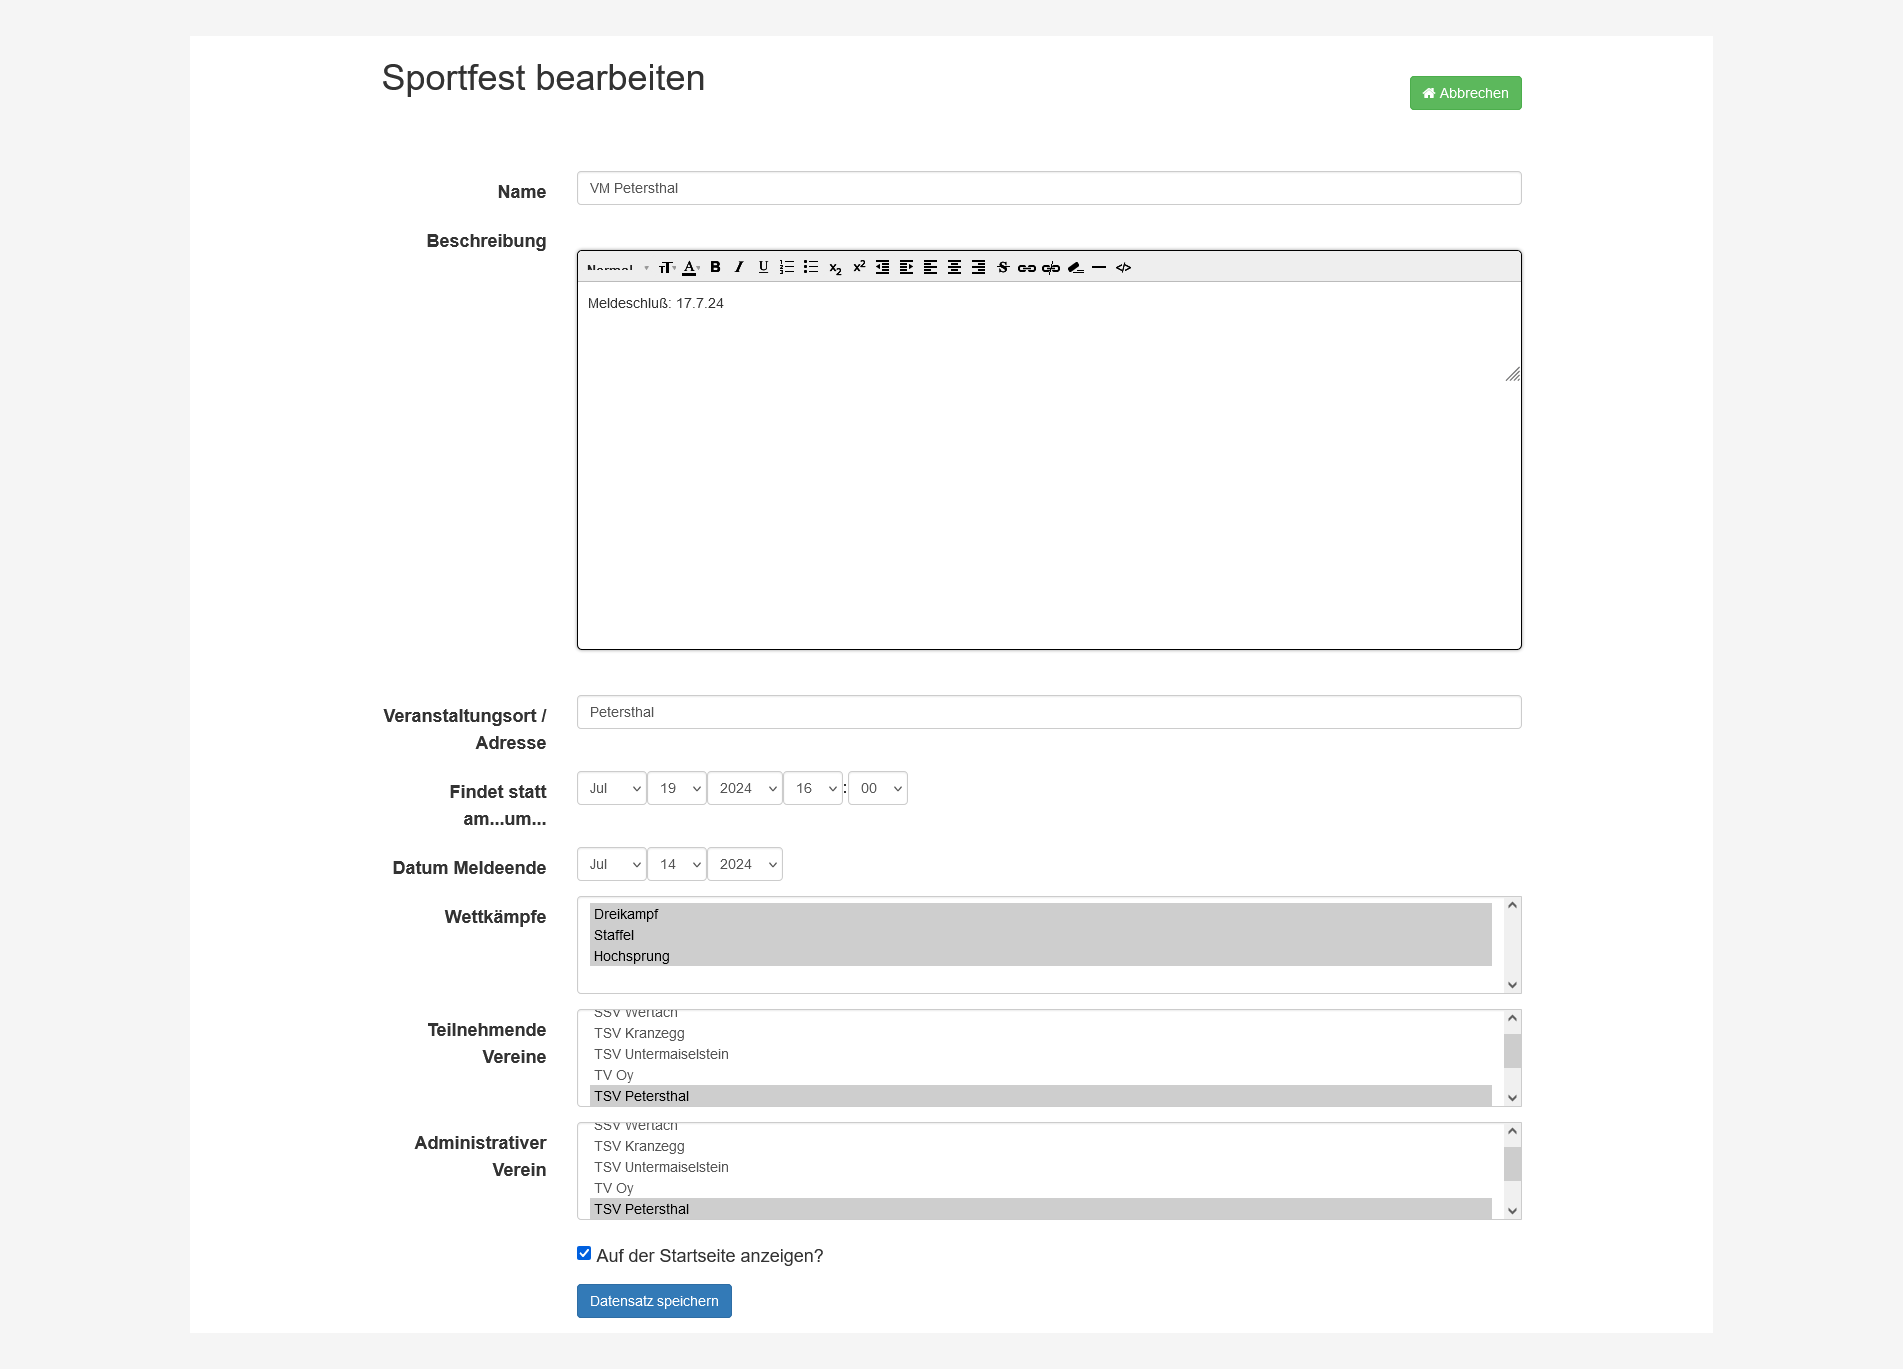 Sportfest bearbeiten
Abbrechen
Name
VM Petersthal
Beschreibung
Normal
Meldeschluß: 17.7.24
Veranstaltungsort /
Adresse
Petersthal
Findet statt
am...um...
Jul 19 2024 16 : 00
Datum Meldeende
Jul 14 2024
Wettkämpfe
Dreikampf
Staffel
Hochsprung
Teilnehmende
Vereine
SSV Wertach
TSV Kranzegg
TSV Untermaiselstein
TV Oy
TSV Petersthal
Administrativer
Verein
SSV Wertach
TSV Kranzegg
TSV Untermaiselstein
TV Oy
TSV Petersthal
Auf der Startseite anzeigen?
Datensatz speichern